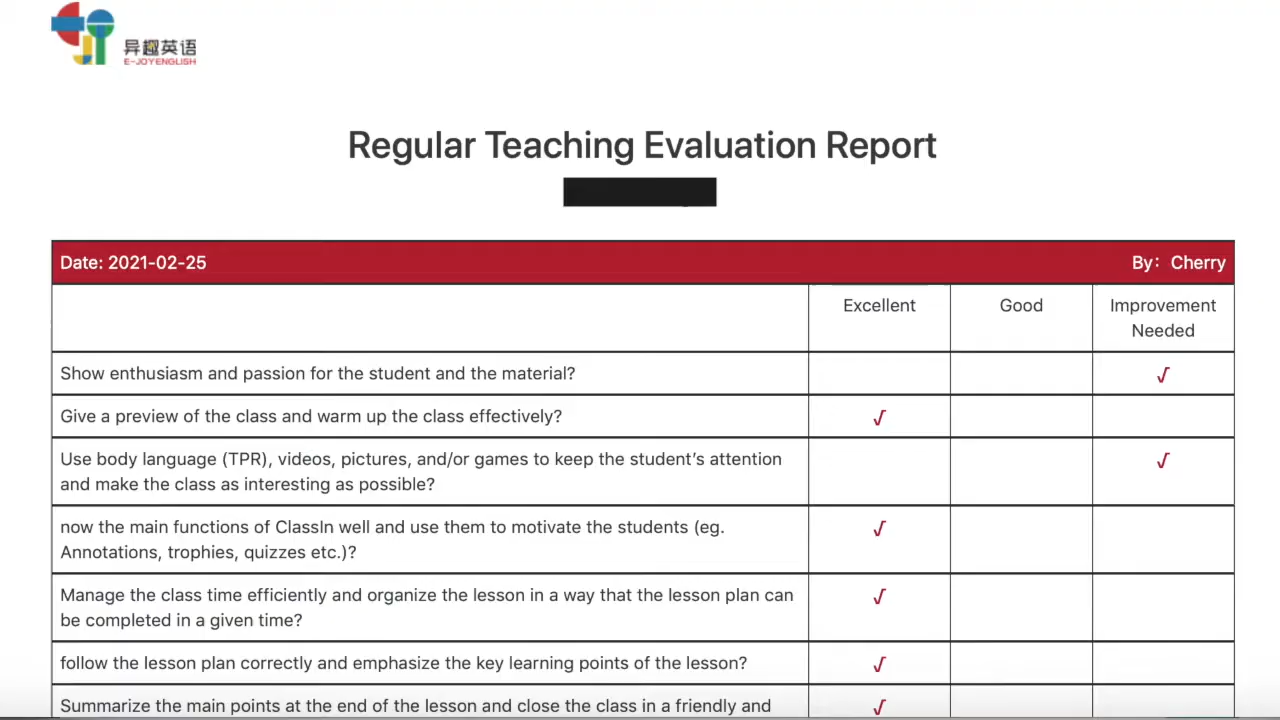 异趣英语
E-JOYENGLISH
Regular Teaching Evaluation Report
Date: 2021-02-25
By: Cherry
Excellent
Good
Improvement
Needed
Show enthusiasm and passion for the student and the material?
√
Give a preview of the class and warm up the class effectively?
√
Use body language (TPR), videos, pictures, and/or games to keep the student's attention
and make the class as interesting as possible?
√
now the main functions of ClassIn well and use them to motivate the students (eg.
Annotations, trophies, quizzes etc.)?
√
Manage the class time efficiently and organize the lesson in a way that the lesson plan can
be completed in a given time?
√
follow the lesson plan correctly and emphasize the key learning points of the lesson?
√
Summarize the main points at the end of the lesson and close the class in a friendly and
√